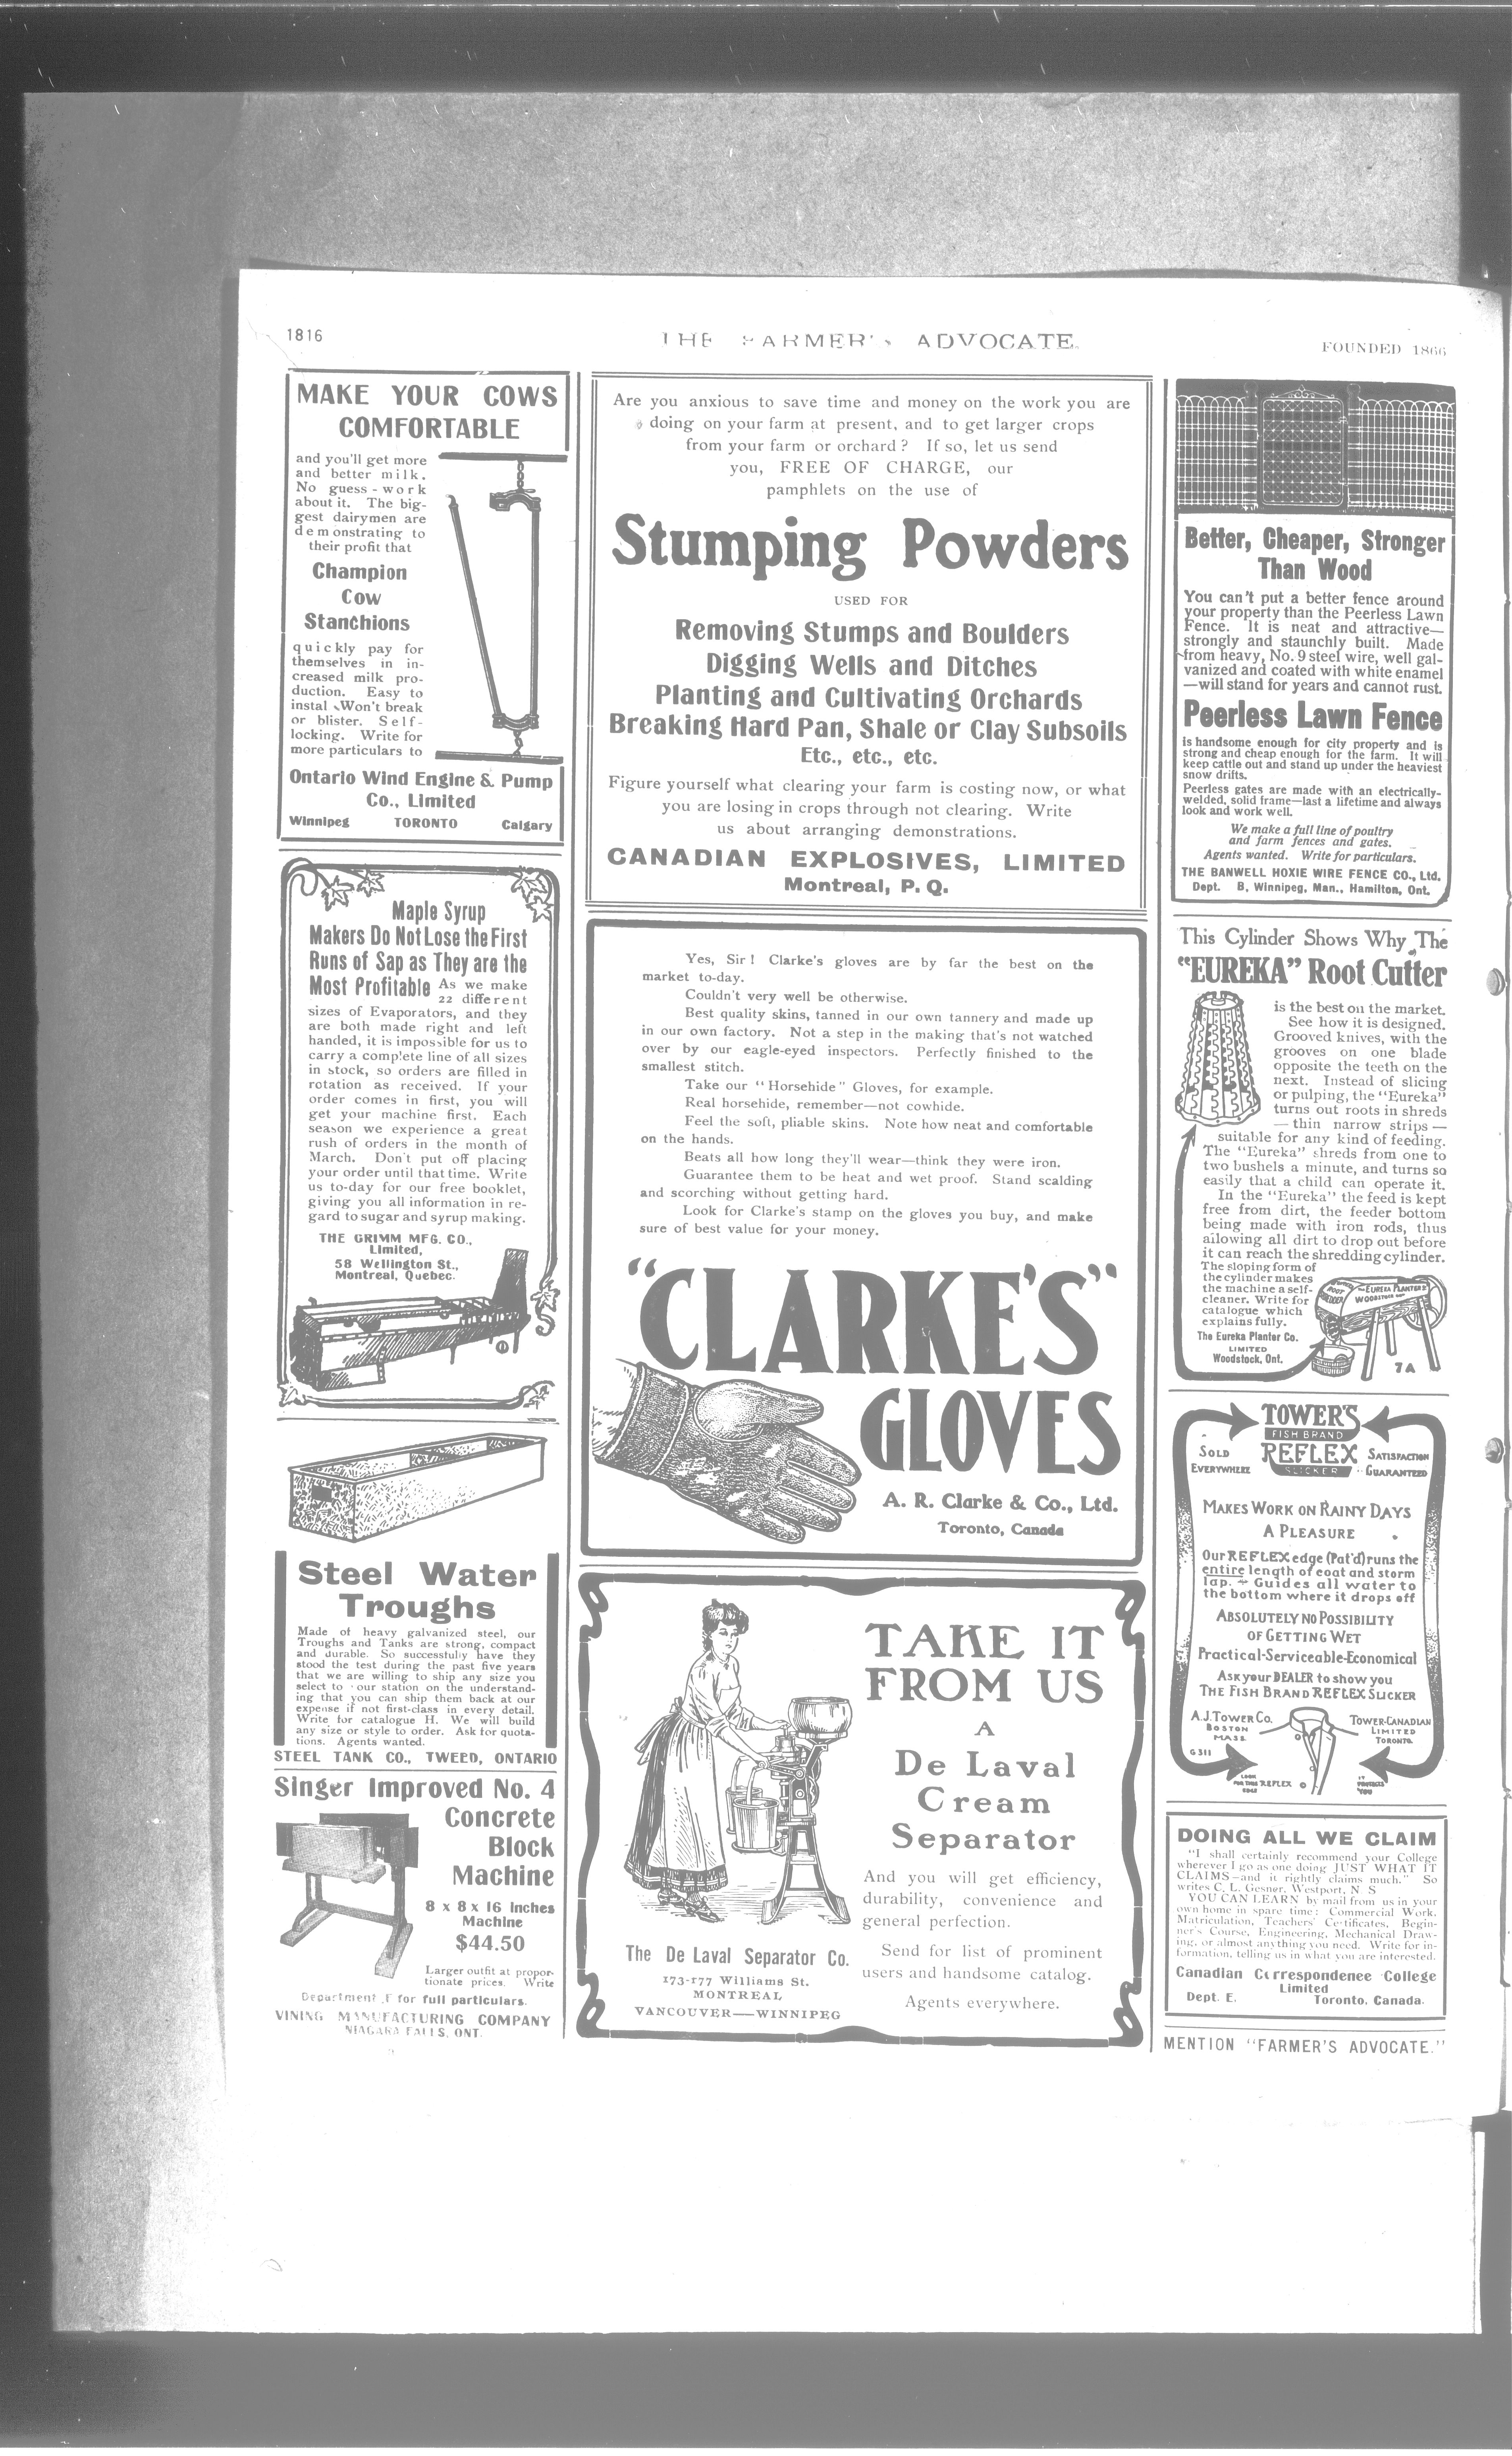 1816
THE FARMER'S ADVOCATE.
FOUNDED 1866
MAKE YOUR COWS
COMFORTABLE
and you'll get more
and better milk.
No guess-work
about it. The big-
gest dairymen are
demonstrating to
their profit that
Champion
Cow
Stanchions
quickly pay for
themselves in in-
creased milk pro-
duction. Easy to
instal Won't break
or blister. Self-
locking. Write for
more particulars to
Ontario Wind Engine & Pump
Co., Limited
Winnipeg TORONTO Calgary
Maple Syrup
Makers Do Not Lose the First
Runs of Sap as They are the
Most Profitable As we make
22 different
sizes of Evaporators, and they
are both made right and left
handed, it is impossible for us to
carry a complete line of all sizes
in stock, so orders are filled in
rotation as received. If your
order comes in first, you will
get your machine first. Each
season we experience a great
rush of orders in the month of
March. Don't put off placing
your order until that time. Write
us to-day for our free booklet,
giving you all information in re-
gard to sugar and syrup making.
THE GRIMM MFG. CO.,
Limited,
58 Wellington St.,
Montreal, Quebec.
Steel Water
Troughs
Made of heavy galvanized steel, our
Troughs and Tanks are strong, compact
and durable. So successfully have they
stood the test during the past five years
that we are willing to ship any size you
select to our station on the understand-
ing that you can ship them back at our
expense if not first-class in every detail.
Write for catalogue H. We will build
any size or style to order. Ask for quota-
tions. Agents wanted.
STEEL TANK CO., TWEED, ONTARIO
Singer Improved No. 4
Concrete
Block
Machine
8 x 8 x 16 Inches
Machine
$44.50
Larger outfit at propor-
tionate prices. Write
Department F for full particulars.
VINING MANUFACTURING COMPANY
NIAGARA FALLS, ONT.
Are you anxious to save time and money on the work you are
doing on your farm at present, and to get larger crops
from your farm or orchard? If so, let us send
you, FREE OF CHARGE, our
pamphlets on the use of
Stumping Powders
USED FOR
Removing Stumps and Boulders
Digging Wells and Ditches
Planting and Cultivating Orchards
Breaking Hard Pan, Shale or Clay Subsoils
Etc., etc., etc.
Figure yourself what clearing your farm is costing now, or what
you are losing in crops through not clearing. Write
us about arranging demonstrations.
CANADIAN EXPLOSIVES, LIMITED
Montreal, P. Q.
Yes, Sir! Clarke's gloves are by far the best on the
market to-day.
Couldn't very well be otherwise.
Best quality skins, tanned in our own tannery and made up
in our own factory. Not a step in the making that's not watched
over by our eagle-eyed inspectors. Perfectly finished to the
smallest stitch.
Take our "Horsehide" Gloves, for example.
Real horsehide, remember—not cowhide.
Feel the soft, pliable skins. Note how neat and comfortable
on the hands.
Beats all how long they'll wear—think they were iron.
Guarantee them to be heat and wet proof. Stand scalding
and scorching without getting hard.
Look for Clarke's stamp on the gloves you buy, and make
sure of best value for your money.
"CLARKE'S"
GLOVES
A. R. Clarke & Co., Ltd.
Toronto, Canada
TAKE IT
FROM US
A
De Laval
Cream
Separator
And you will get efficiency,
durability, convenience and
general perfection.
Send for list of prominent
users and handsome catalog.
Agents everywhere.
The De Laval Separator Co.
173-177 Williams St.
MONTREAL
VANCOUVER—WINNIPEG
Better, Cheaper, Stronger
Than Wood
You can't put a better fence around
your property than the Peerless Lawn
Fence. It is neat and attractive—
strongly and staunchly built. Made
from heavy, No. 9 steel wire, well gal-
vanized and coated with white enamel
—will stand for years and cannot rust.
Peerless Lawn Fence
is handsome enough for city property and is
strong and cheap enough for the farm. It will
keep cattle out and stand up under the heaviest
snow drifts.
Peerless gates are made with an electrically-
welded, solid frame—last a lifetime and always
look and work well.
We make a full line of poultry
and farm fences and gates.
Agents wanted. Write for particulars.
THE BANWELL HOXIE WIRE FENCE CO., Ltd.
Dept. B, Winnipeg, Man., Hamilton, Ont.
This Cylinder Shows Why The
"EUREKA" Root Cutter
is the best on the market.
See how it is designed.
Grooved knives, with the
grooves on one blade
opposite the teeth on the
next. Instead of slicing
or pulping, the "Eureka"
turns out roots in shreds
—thin narrow strips—
suitable for any kind of feeding.
The "Eureka" shreds from one to
two bushels a minute, and turns so
easily that a child can operate it.
In the "Eureka" the feed is kept
free from dirt, the feeder bottom
being made with iron rods, thus
allowing all dirt to drop out before
it can reach the shredding cylinder.
The sloping form of
the cylinder makes
the machine a self-
cleaner. Write for
catalogue which
explains fully.
The Eureka Planter Co.
LIMITED
Woodstock, Ont.
ROOT
SHREDDER
EUREKA PLANTER
WOODSTOCK
7 A
TOWER'S
FISH BRAND
REFLEX
SLICKER
SOLD
EVERYWHERE
SATISFACTION
GUARANTEED
MAKES WORK ON RAINY DAYS
A PLEASURE
Our REFLEX edge (Pat'd) runs the
entire length of coat and storm
lap. Guides all water to
the bottom where it drops off
ABSOLUTELY NO POSSIBILITY
OF GETTING WET
Practical-Serviceable-Economical
ASK your DEALER to show you
THE FISH BRAND REFLEX SLICKER
A.J. TOWER CO.
BOSTON
MASS.
TOWER-CANADIAN
LIMITED
TORONTO.
G311
LOOK
FOR THIS REFLEX
EDGE
IT
PROTECTS
YOU
DOING ALL WE CLAIM
"I shall certainly recommend your College
wherever I go as one doing JUST WHAT IT
CLAIMS—and it rightly claims much." So
writes C. L. Gesner, Westport, N S
YOU CAN LEARN by mail from us in your
own home in spare time: Commercial Work,
Matriculation, Teachers' Certificates, Begin-
ner's Course, Engineering, Mechanical Draw-
ing, or almost anything you need. Write for in-
formation, telling us in what you are interested.
Canadian Correspondence College
Limited
Dept. E. Toronto, Canada.
MENTION "FARMER'S ADVOCATE."